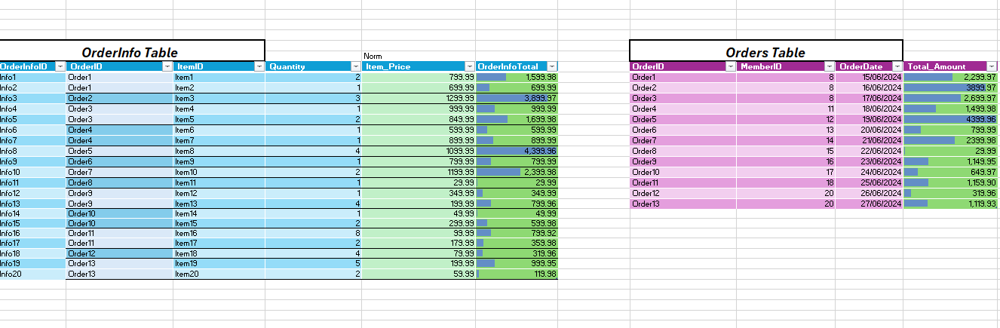 OrderInfo Table
Orders Table
Norm
OrderInfoID OrderID ItemID Quantity Item_Price OrderInfoTotal OrderID MemberID OrderDate Total_Amount
Info1 Order1 Item1 2 799.99 1,599.98 Order1 8 15/06/2024 2,299.97
Info2 Order1 Item2 1 699.99 699.99 Order2 8 16/06/2024 3899.97
Info3 Order2 Item3 3 1299.99 3,899.97 Order3 8 17/06/2024 2,699.97
Info4 Order3 Item4 1 999.99 999.99 Order4 11 18/06/2024 1,499.98
Info5 Order3 Item5 2 849.99 1,699.98 Order5 12 19/06/2024 4399.96
Info6 Order4 Item6 1 599.99 599.99 Order6 13 20/06/2024 799.99
Info7 Order4 Item7 1 899.99 899.99 Order7 14 21/06/2024 2399.98
Info8 Order5 Item8 4 1099.99 4,399.96 Order8 15 22/06/2024 29.99
Info9 Order6 Item9 1 799.99 799.99 Order9 16 23/06/2024 1,149.95
Info10 Order7 Item10 2 1199.99 2,399.98 Order10 17 24/06/2024 649.97
Info11 Order8 Item11 1 29.99 29.99 Order11 18 25/06/2024 1,159.90
Info12 Order9 Item12 1 349.99 349.99 Order12 20 26/06/2024 319.96
Info13 Order9 Item13 4 199.99 799.96 Order13 20 27/06/2024 1,119.93
Info14 Order10 Item14 1 49.99 49.99
Info15 Order10 Item15 2 299.99 599.98
Info16 Order11 Item16 8 99.99 799.92
Info17 Order11 Item17 2 179.99 359.98
Info18 Order12 Item18 4 79.99 319.96
Info19 Order13 Item19 5 199.99 999.95
Info20 Order13 Item20 2 59.99 119.98